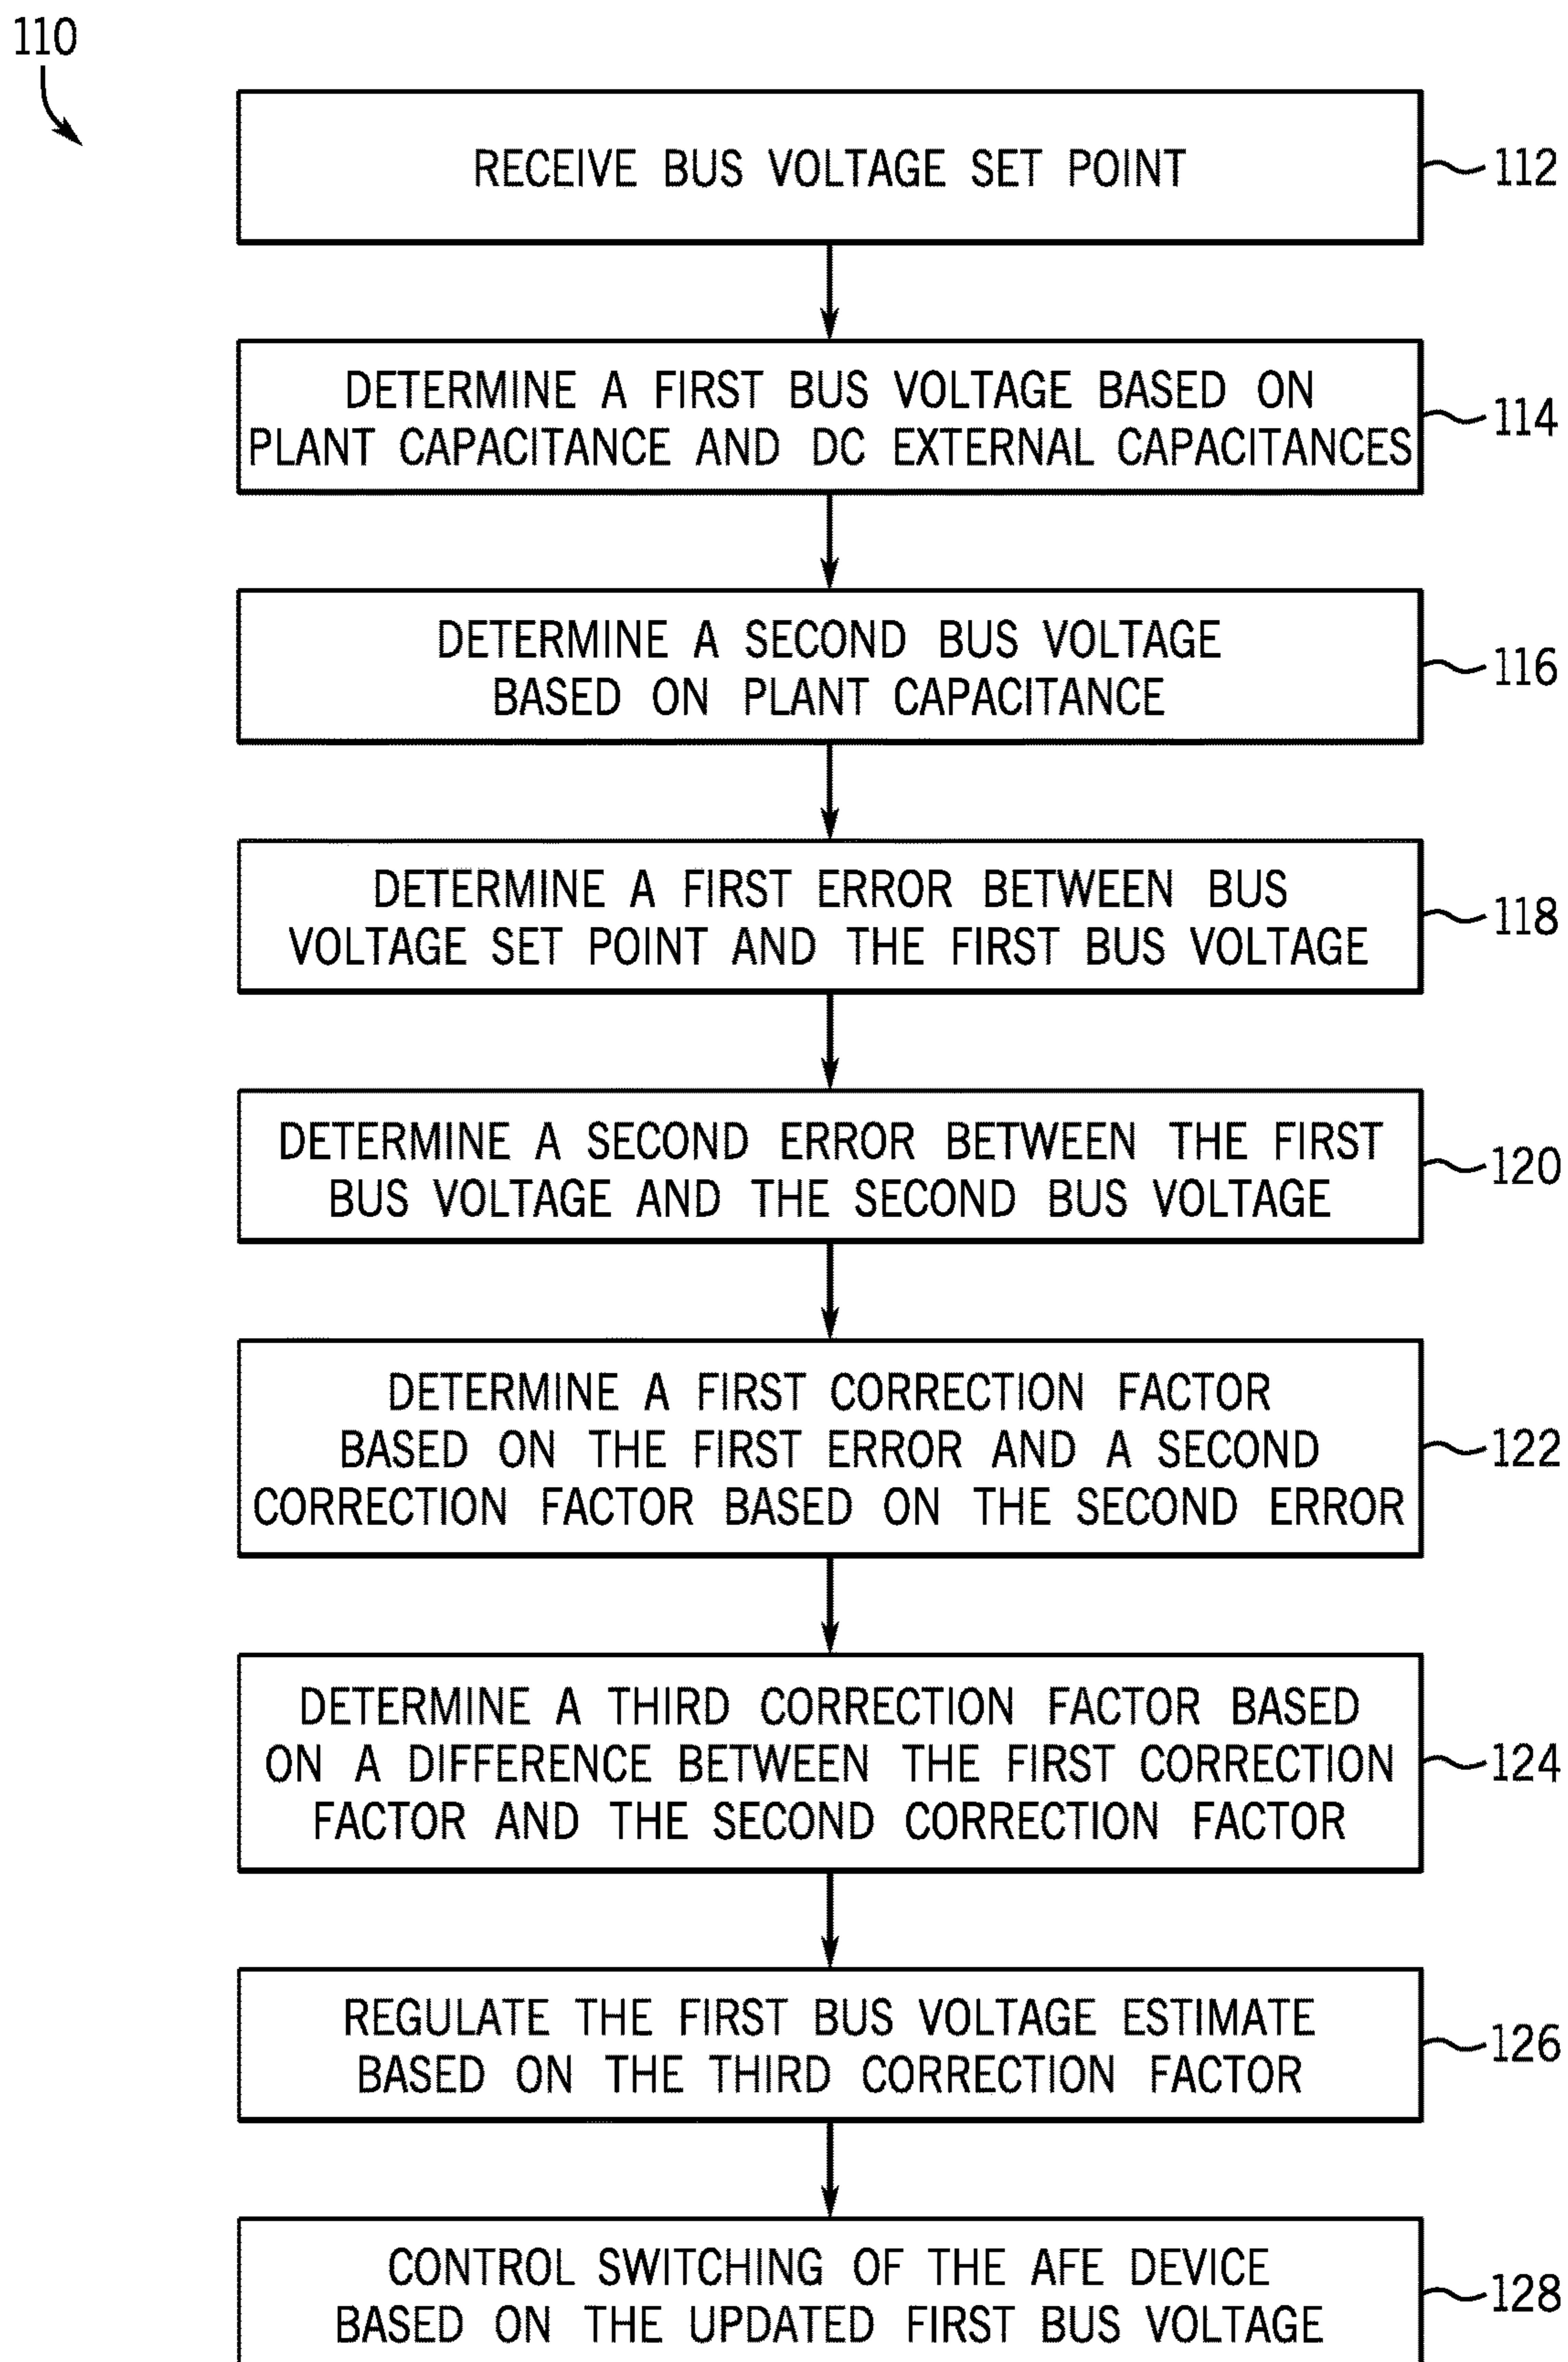 110
RECEIVE BUS VOLTAGE SET POINT
112
DETERMINE A FIRST BUS VOLTAGE BASED ON
PLANT CAPACITANCE AND DC EXTERNAL CAPACITANCES
114
DETERMINE A SECOND BUS VOLTAGE
BASED ON PLANT CAPACITANCE
116
DETERMINE A FIRST ERROR BETWEEN BUS
VOLTAGE SET POINT AND THE FIRST BUS VOLTAGE
118
DETERMINE A SECOND ERROR BETWEEN THE FIRST
BUS VOLTAGE AND THE SECOND BUS VOLTAGE
120
DETERMINE A FIRST CORRECTION FACTOR
BASED ON THE FIRST ERROR AND A SECOND
CORRECTION FACTOR BASED ON THE SECOND ERROR
122
DETERMINE A THIRD CORRECTION FACTOR BASED
ON A DIFFERENCE BETWEEN THE FIRST CORRECTION
FACTOR AND THE SECOND CORRECTION FACTOR
124
REGULATE THE FIRST BUS VOLTAGE ESTIMATE
BASED ON THE THIRD CORRECTION FACTOR
126
CONTROL SWITCHING OF THE AFE DEVICE
BASED ON THE UPDATED FIRST BUS VOLTAGE
128